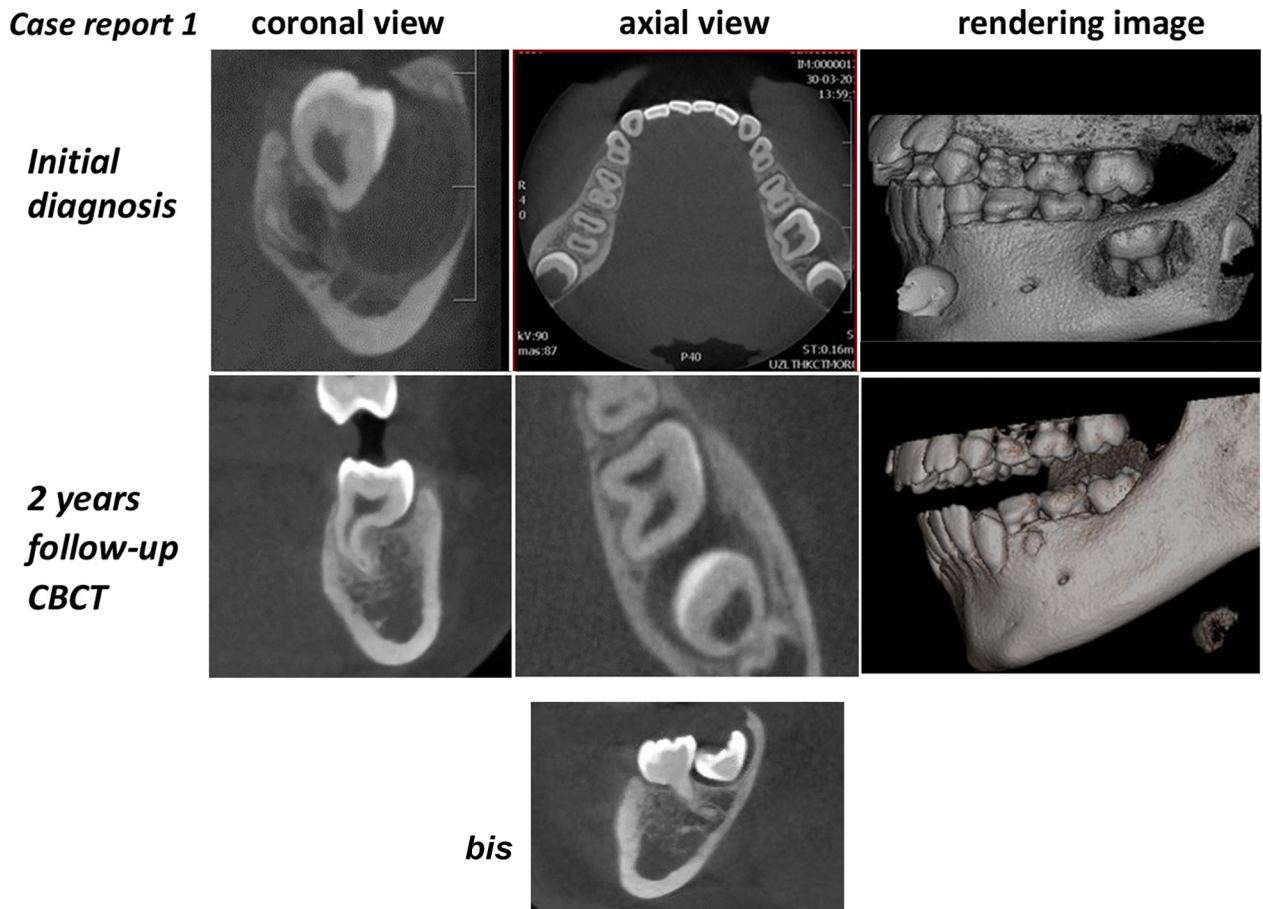 Case report 1
coronal view
axial view
rendering image
Initial
diagnosis
IM:000001
30-03-20
13:59:
R
4
0
kV:90
mas:87
P40
S
ST:0.16m
2 years
follow-up
CBCT
bis